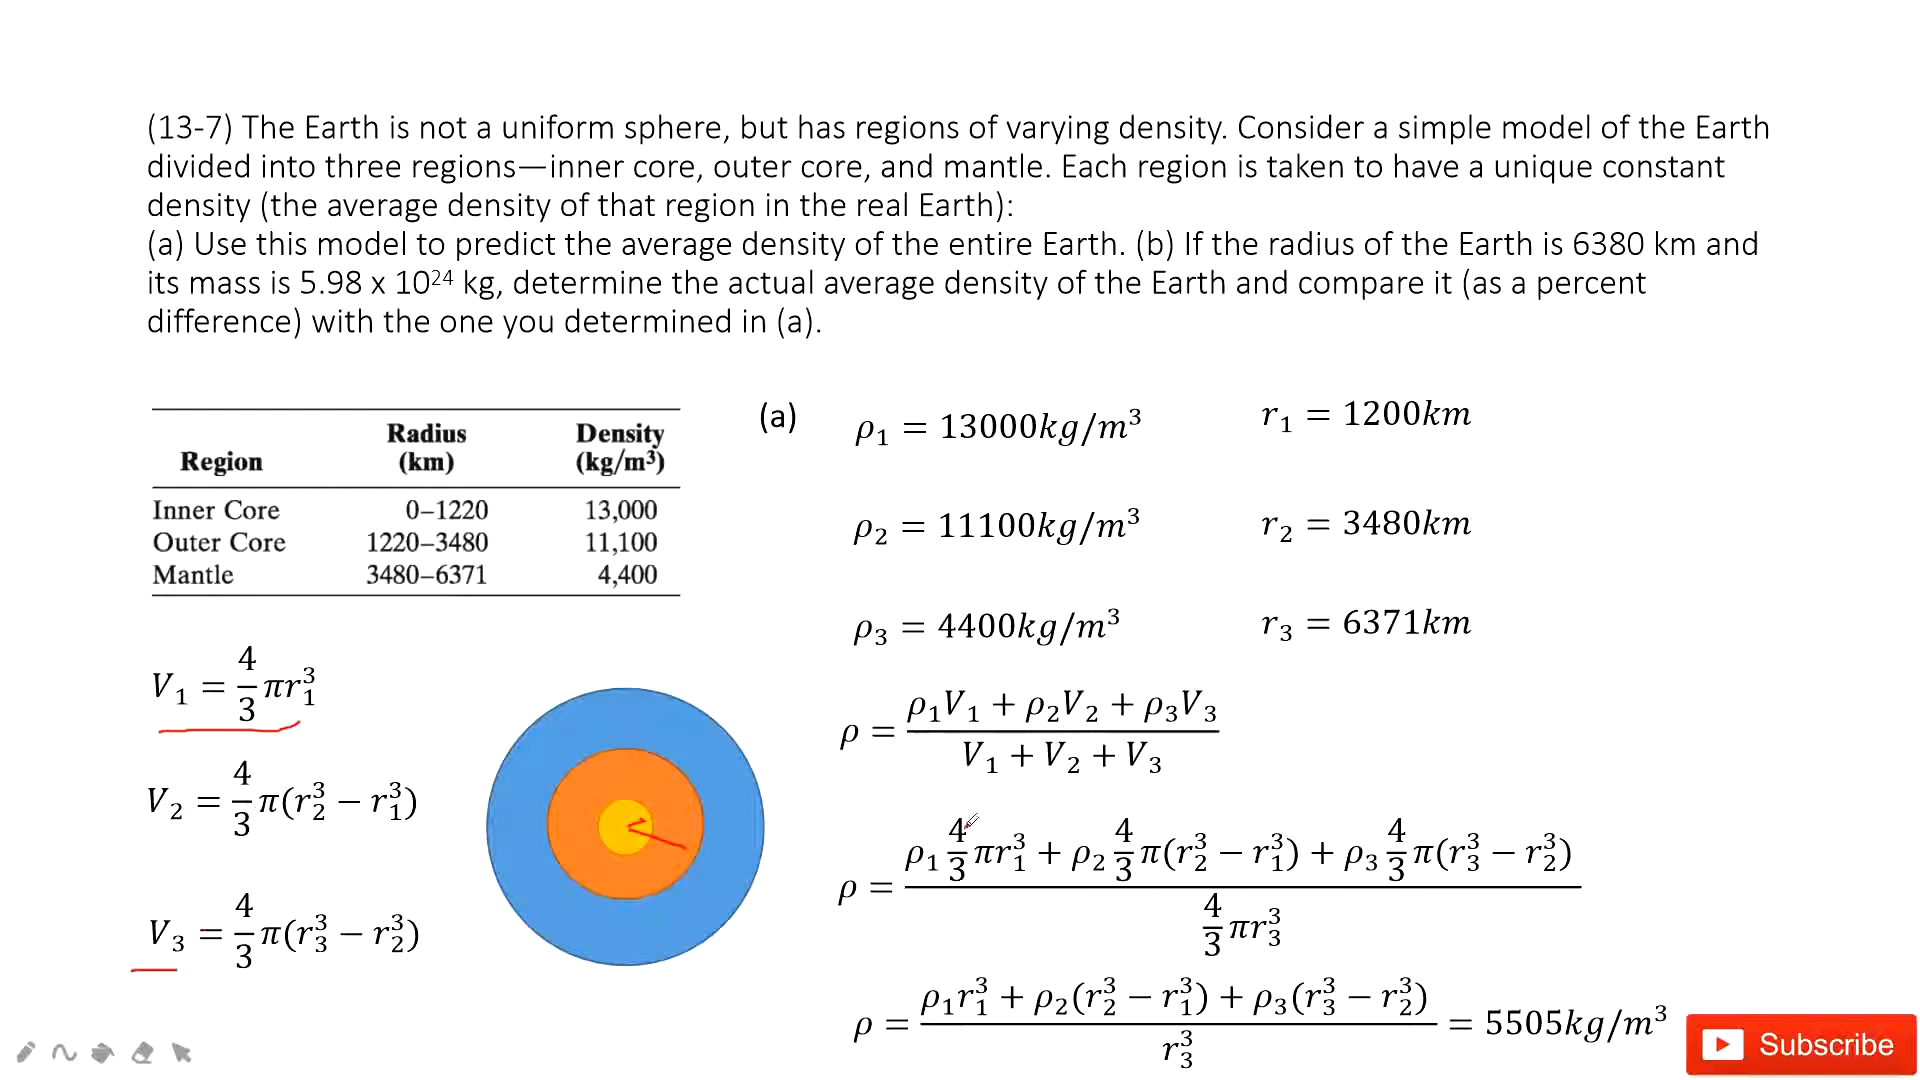 (13-7) The Earth is not a uniform sphere, but has regions of varying density. Consider a simple model of the Earth
divided into three regions—inner core, outer core, and mantle. Each region is taken to have a unique constant
density (the average density of that region in the real Earth):
(a) Use this model to predict the average density of the entire Earth. (b) If the radius of the Earth is 6380 km and
its mass is 5.98 x 10²⁴ kg, determine the actual average density of the Earth and compare it (as a percent
difference) with the one you determined in (a).
Region Radius (km) Density (kg/m³)
Inner Core 0–1220 13,000
Outer Core 1220–3480 11,100
Mantle 3480–6371 4,400
V₁ = 4/3 πr₁³
V₂ = 4/3 π(r₂³ − r₁³)
V₃ = 4/3 π(r₃³ − r₂³)
(a) ρ₁ = 13000kg/m³ r₁ = 1200km
ρ₂ = 11100kg/m³ r₂ = 3480km
ρ₃ = 4400kg/m³ r₃ = 6371km
ρ = (ρ₁V₁ + ρ₂V₂ + ρ₃V₃) / (V₁ + V₂ + V₃)
ρ = (ρ₁ 4/3 πr₁³ + ρ₂ 4/3 π(r₂³ − r₁³) + ρ₃ 4/3 π(r₃³ − r₂³)) / (4/3 πr₃³)
ρ = (ρ₁r₁³ + ρ₂(r₂³ − r₁³) + ρ₃(r₃³ − r₂³)) / r₃³ = 5505kg/m³
Subscribe